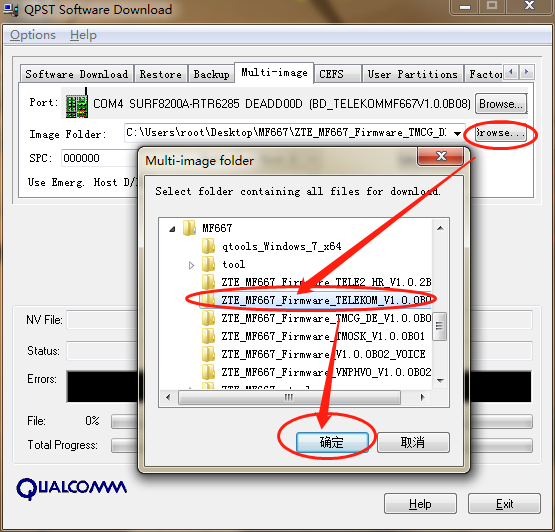 QPST Software Download
Options Help
Software Download Restore Backup Multi-image CEFS User Partitions Factor
Port: COM4 SURF8200A-RTR6285 DEADD00D (BD_TELEKOMMF667V1.0.0B08) Browse...
Image Folder: C:\Users\root\Desktop\MF667\ZTE_MF667_Firmware_TMCG_D Browse...
SPC: 000000
Use Emerg. Host D/
Multi-image folder
Select folder containing all files for download.
MF667
qtools_Windows_7_x64
tool
ZTE_MF667_Firmware_TELE2_HR_V1.2B
ZTE_MF667_Firmware_TELEKOM_V1.0.0B0
ZTE_MF667_Firmware_TMCG_DE_V1.0.0B0
ZTE_MF667_Firmware_TMOSK_V1.0.0B01
ZTE_MF667_Firmware_V1.0.0B02_VOICE
ZTE_MF667_Firmware_VNPHVO_V1.0.0B02
确定 取消
NV File:
Status:
Errors:
File: 0%
Total Progress:
QUALCOMM
Help Exit